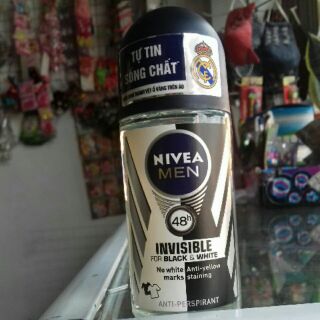 TỰ TIN
SỐNG CHẤT
NIVEA
MEN
48h
INVISIBLE
FOR BLACK & WHITE
No white Anti-yellow
marks staining
ANTI-PERSPIRANT